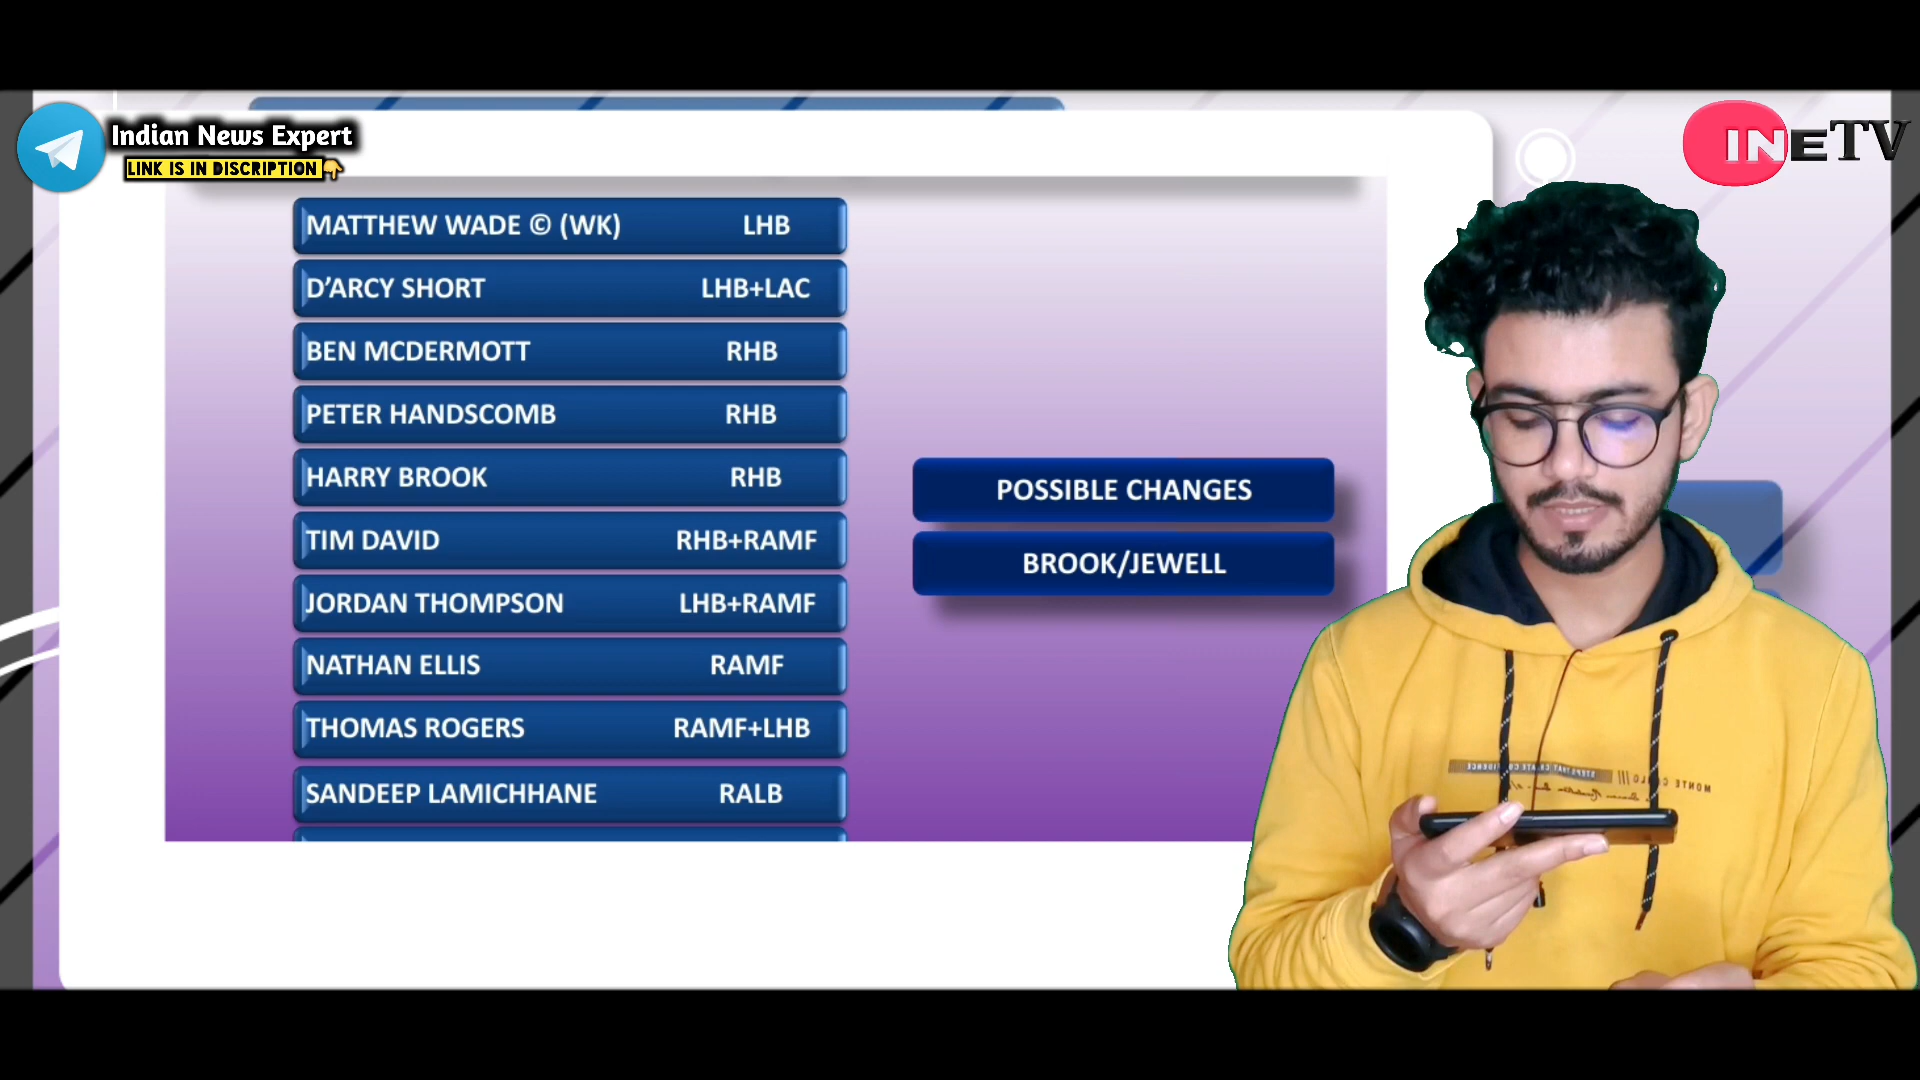 Indian News Expert
LINK IS IN DISCRIPTION
INETV
MATTHEW WADE © (WK) LHB
D'ARCY SHORT LHB+LAC
BEN MCDERMOTT RHB
PETER HANDSCOMB RHB
HARRY BROOK RHB
TIM DAVID RHB+RAMF
JORDAN THOMPSON LHB+RAMF
NATHAN ELLIS RAMF
THOMAS ROGERS RAMF+LHB
SANDEEP LAMICHHANE RALB
POSSIBLE CHANGES
BROOK/JEWELL
MONTE CARLO